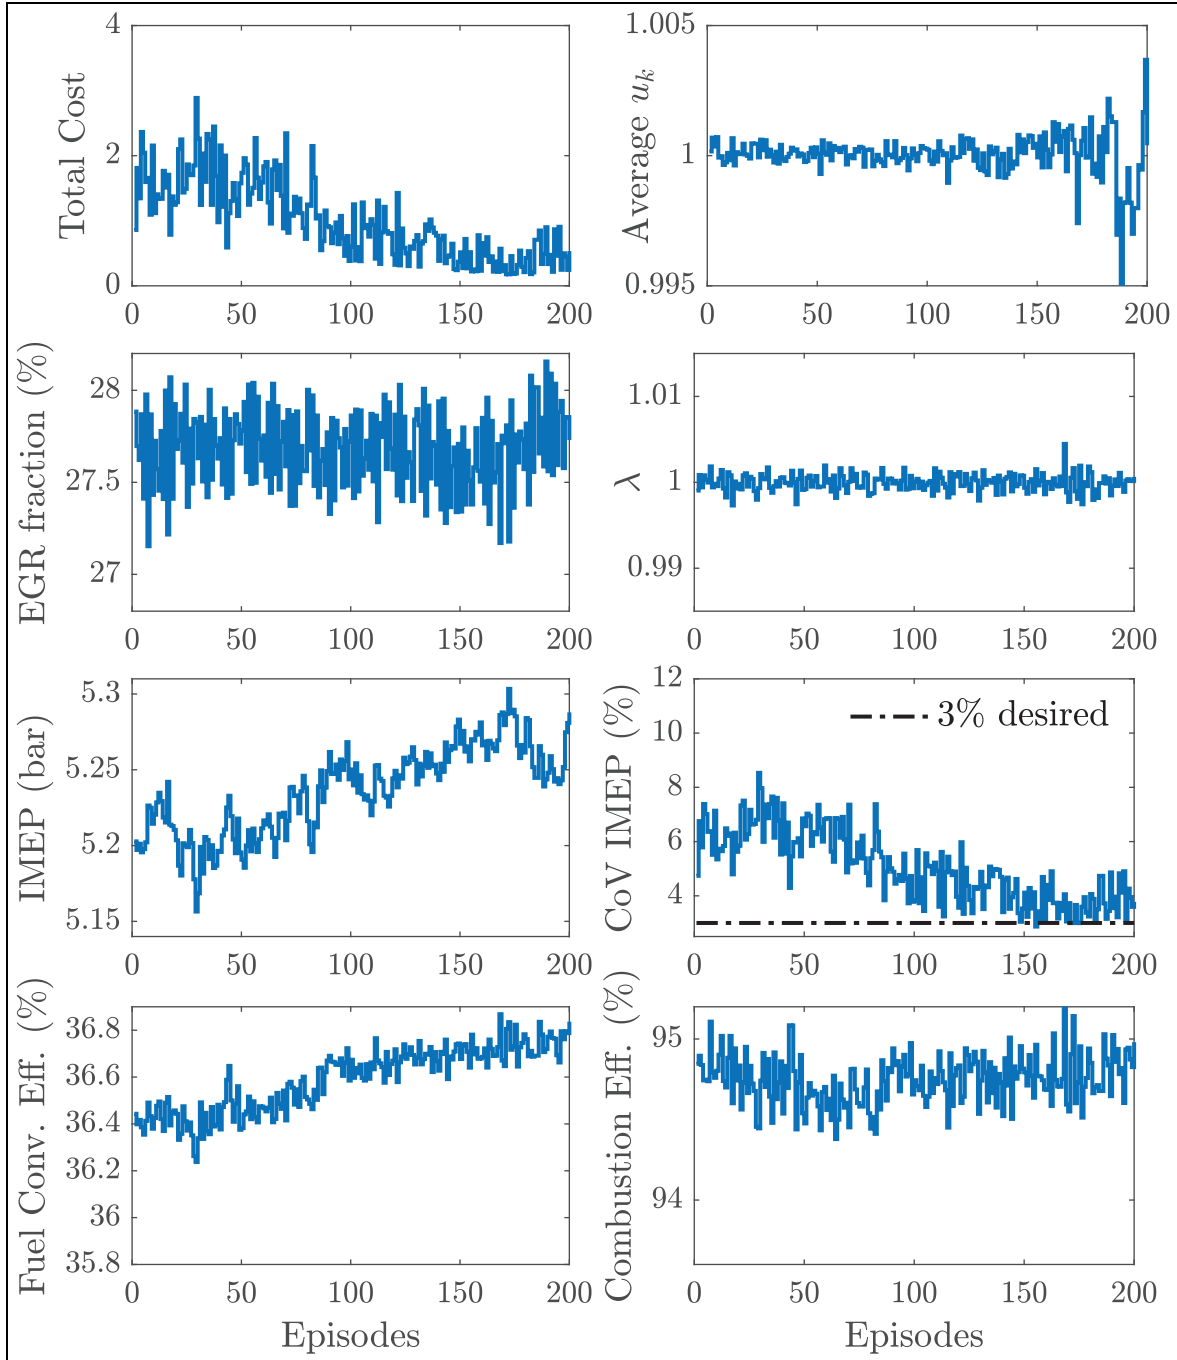 Total Cost
4
2
0
0 50 100 150 200
Average u_k
1.005
1
0.995
0 50 100 150 200
EGR fraction (%)
28
27.5
27
0 50 100 150 200
λ
1.01
1
0.99
0 50 100 150 200
IMEP (bar)
5.3
5.25
5.2
5.15
0 50 100 150 200
CoV IMEP (%)
12
10
8
6
4
3% desired
0 50 100 150 200
Fuel Conv. Eff. (%)
36.8
36.6
36.4
36.2
36
35.8
0 50 100 150 200
Episodes
Combustion Eff. (%)
95
94
0 50 100 150 200
Episodes